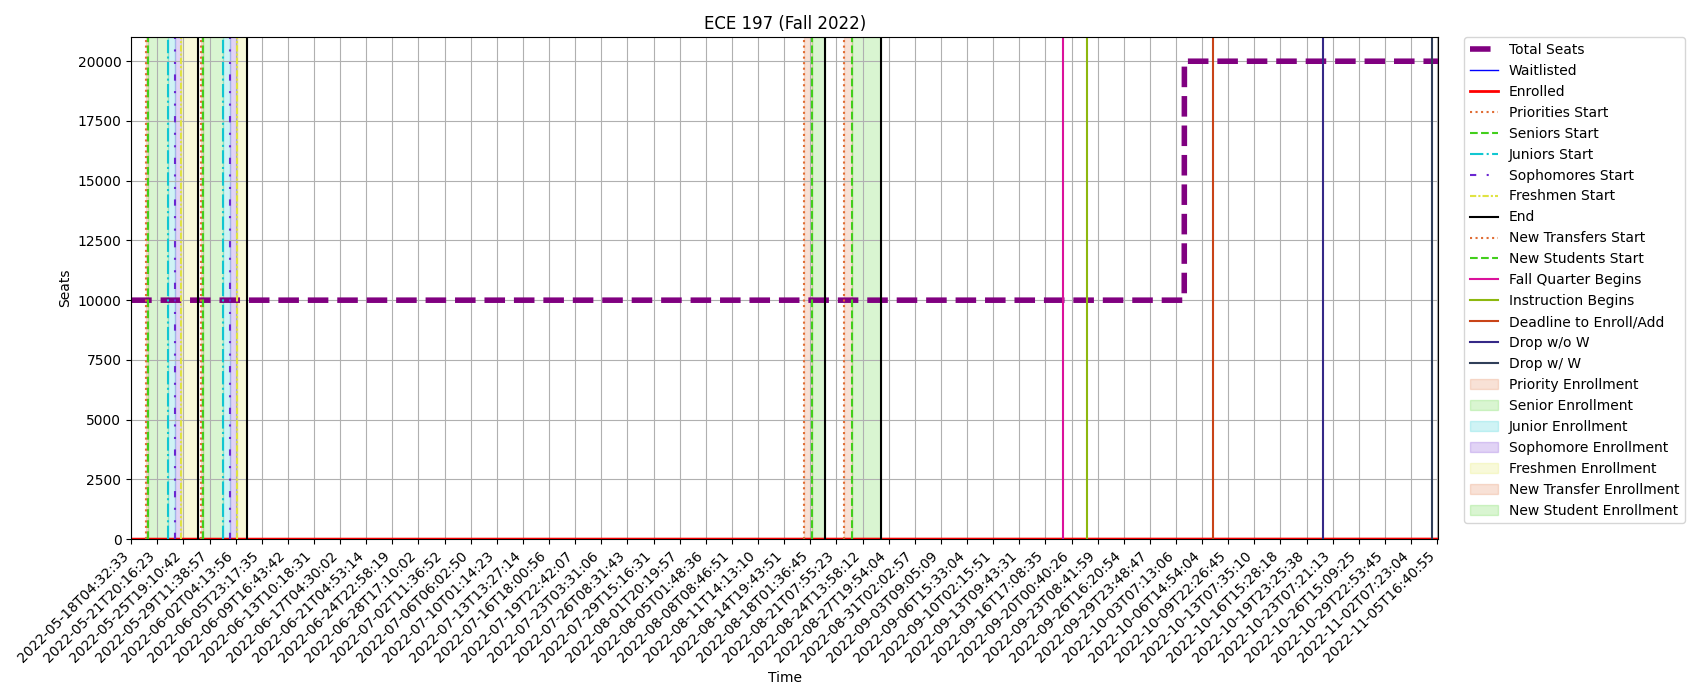 ECE 197 (Fall 2022)
Seats
20000
17500
15000
12500
10000
7500
5000
2500
0
2022-05-18T04:32:33
2022-05-21T20:16:23
2022-05-25T19:10:42
2022-05-29T11:38:57
2022-06-02T04:13:56
2022-06-05T23:17:35
2022-06-09T16:43:42
2022-06-13T10:18:31
2022-06-17T04:30:02
2022-06-21T04:53:14
2022-06-24T22:58:19
2022-06-28T17:10:02
2022-07-02T11:36:52
2022-07-06T06:02:50
2022-07-10T01:14:23
2022-07-13T13:27:14
2022-07-16T18:00:56
2022-07-19T22:42:07
2022-07-23T03:31:06
2022-07-26T08:31:43
2022-07-29T15:16:31
2022-08-01T20:19:57
2022-08-05T01:48:36
2022-08-08T08:46:51
2022-08-11T14:13:10
2022-08-14T19:43:51
2022-08-18T01:36:45
2022-08-21T07:55:23
2022-08-24T13:58:12
2022-08-27T19:54:04
2022-08-31T02:02:57
2022-09-03T09:05:09
2022-09-06T15:33:04
2022-09-10T02:15:51
2022-09-13T09:43:31
2022-09-16T17:08:35
2022-09-20T00:40:26
2022-09-23T08:41:59
2022-09-26T16:20:54
2022-09-29T23:48:47
2022-10-03T07:13:06
2022-10-06T14:54:04
2022-10-09T22:26:45
2022-10-13T07:35:10
2022-10-16T15:28:18
2022-10-19T23:25:38
2022-10-23T07:21:13
2022-10-26T15:09:25
2022-10-29T22:53:45
2022-11-02T07:23:04
2022-11-05T16:40:55
Time
Total Seats
Waitlisted
Enrolled
Priorities Start
Seniors Start
Juniors Start
Sophomores Start
Freshmen Start
End
New Transfers Start
New Students Start
Fall Quarter Begins
Instruction Begins
Deadline to Enroll/Add
Drop w/o W
Drop w/ W
Priority Enrollment
Senior Enrollment
Junior Enrollment
Sophomore Enrollment
Freshmen Enrollment
New Transfer Enrollment
New Student Enrollment